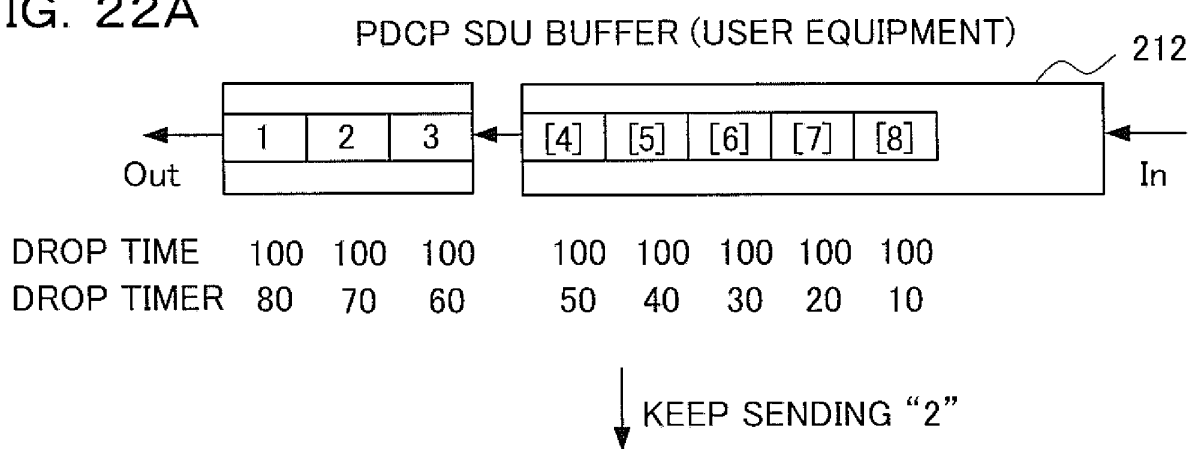 IG. 22A
PDCP SDU BUFFER (USER EQUIPMENT)
212
1 2 3 [4] [5] [6] [7] [8]
Out In
DROP TIME 100 100 100 100 100 100 100 100
DROP TIMER 80 70 60 50 40 30 20 10
KEEP SENDING “2”